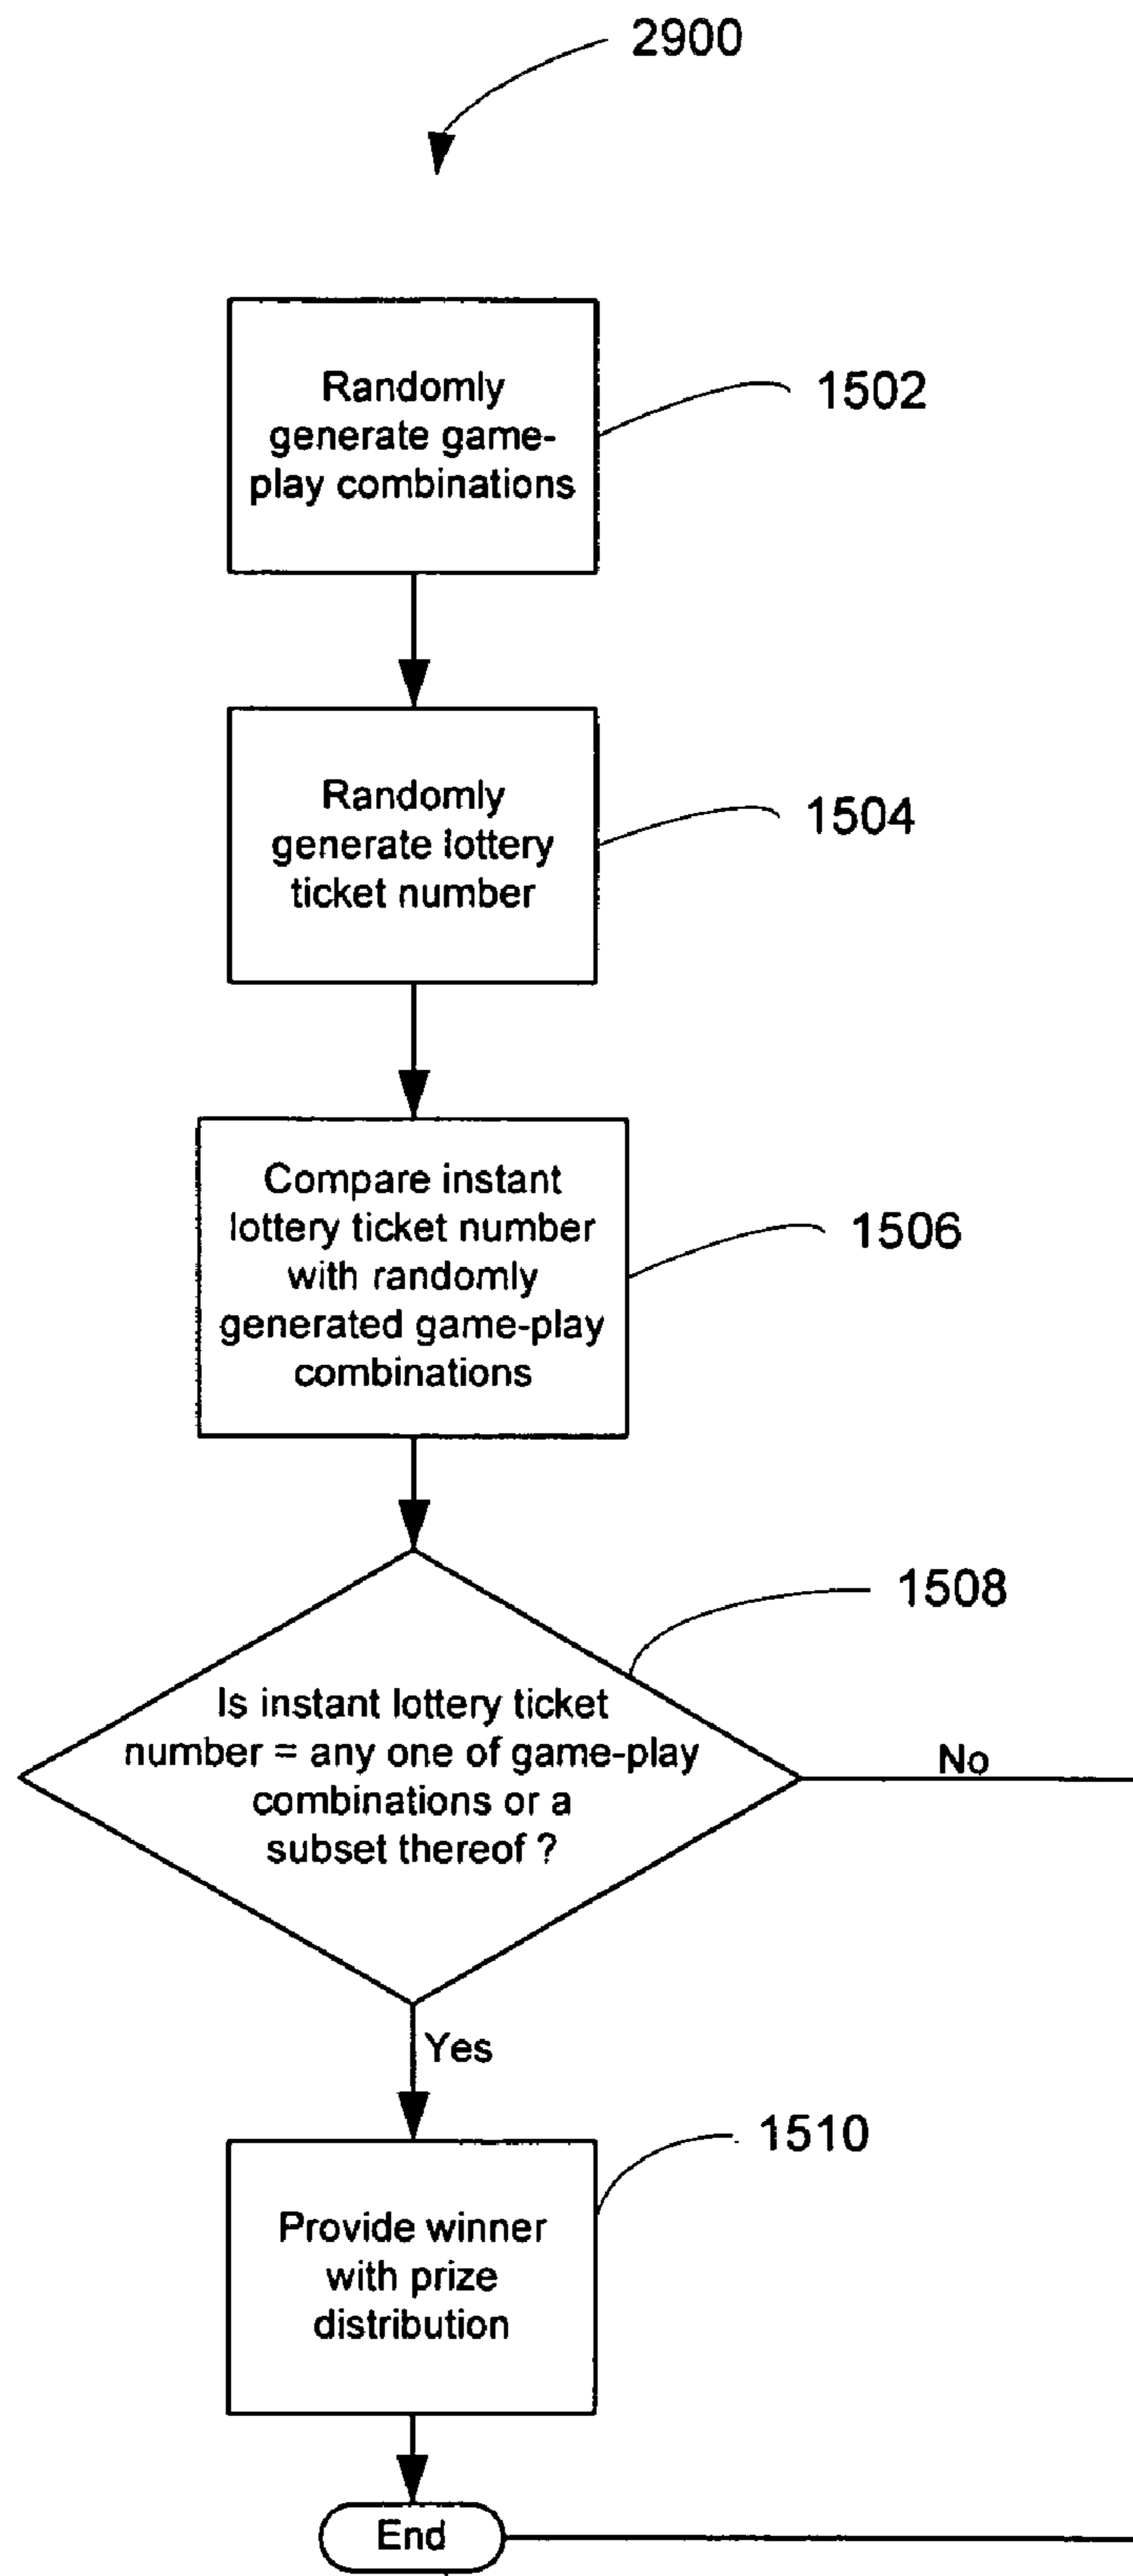 2900
Randomly
generate game-
play combinations
1502
Randomly
generate lottery
ticket number
1504
Compare instant
lottery ticket number
with randomly
generated game-play
combinations
1506
1508
Is instant lottery ticket
number = any one of game-play
combinations or a
subset thereof ?
No
Yes
1510
Provide winner
with prize
distribution
End